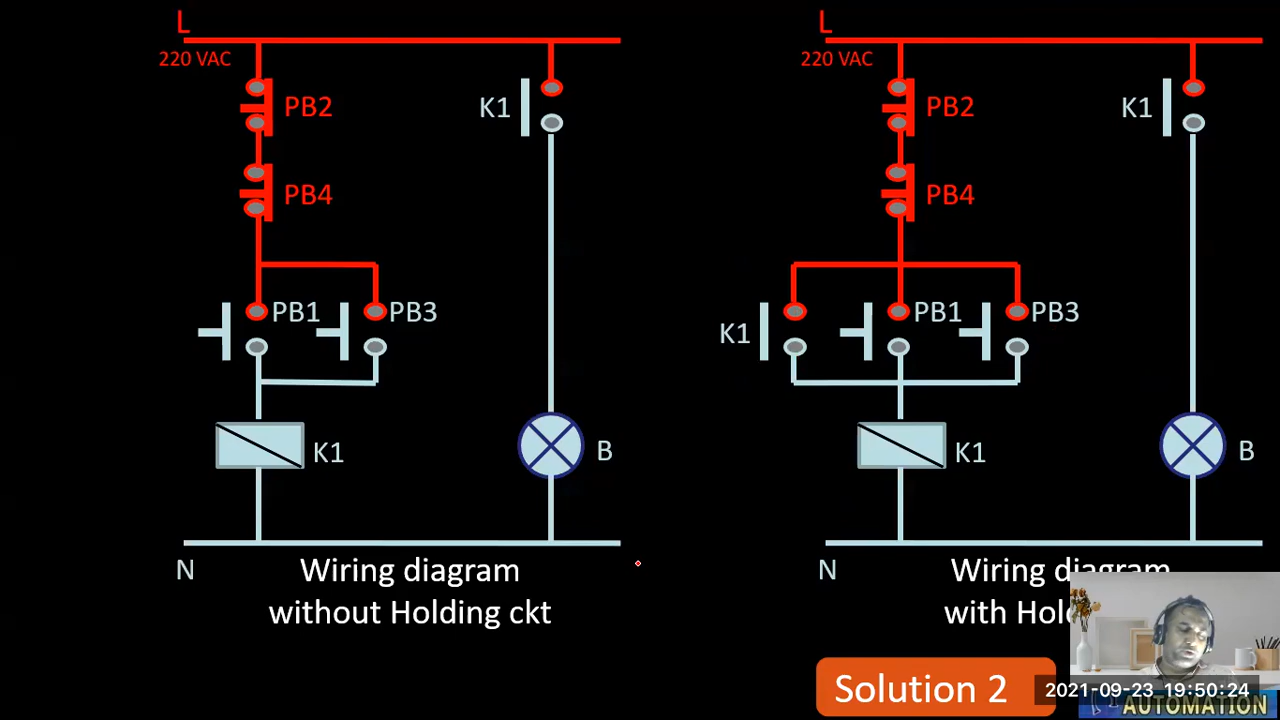 L
220 VAC
PB2
K1
PB4
PB1
PB3
K1
B
N
Wiring diagram
without Holding ckt
L
220 VAC
PB2
K1
PB4
K1
PB1
PB3
K1
B
N
Wiring diagram
with
Solution 2
2021-09-23 19:50:24
AUTOMATION